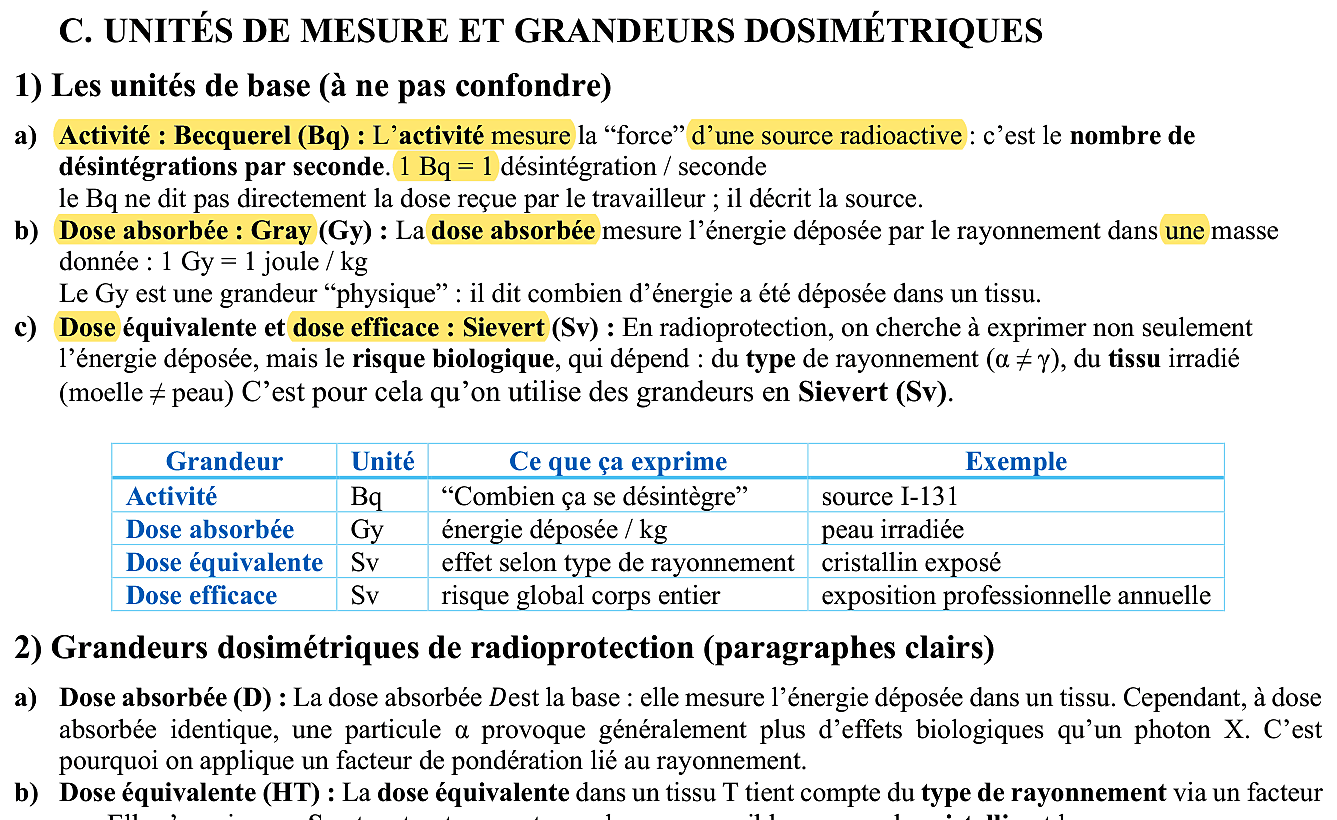 C. UNITÉS DE MESURE ET GRANDEURS DOSIMÉTRIQUES
1) Les unités de base (à ne pas confondre)
a) Activité : Becquerel (Bq) : L’activité mesure la “force” d’une source radioactive : c’est le nombre de
désintégrations par seconde. 1 Bq = 1 désintégration / seconde
le Bq ne dit pas directement la dose reçue par le travailleur ; il décrit la source.
b) Dose absorbée : Gray (Gy) : La dose absorbée mesure l’énergie déposée par le rayonnement dans une masse
donnée : 1 Gy = 1 joule / kg
Le Gy est une grandeur “physique” : il dit combien d’énergie a été déposée dans un tissu.
c) Dose équivalente et dose efficace : Sievert (Sv) : En radioprotection, on cherche à exprimer non seulement
l’énergie déposée, mais le risque biologique, qui dépend : du type de rayonnement (α ≠ γ), du tissu irradié
(moelle ≠ peau) C’est pour cela qu’on utilise des grandeurs en Sievert (Sv).
Grandeur Unité Ce que ça exprime Exemple
Activité Bq “Combien ça se désintègre” source I-131
Dose absorbée Gy énergie déposée / kg peau irradiée
Dose équivalente Sv effet selon type de rayonnement cristallin exposé
Dose efficace Sv risque global corps entier exposition professionnelle annuelle
2) Grandeurs dosimétriques de radioprotection (paragraphes clairs)
a) Dose absorbée (D) : La dose absorbée Dest la base : elle mesure l’énergie déposée dans un tissu. Cependant, à dose
absorbée identique, une particule α provoque généralement plus d’effets biologiques qu’un photon X. C’est
pourquoi on applique un facteur de pondération lié au rayonnement.
b) Dose équivalente (HT) : La dose équivalente dans un tissu T tient compte du type de rayonnement via un facteur